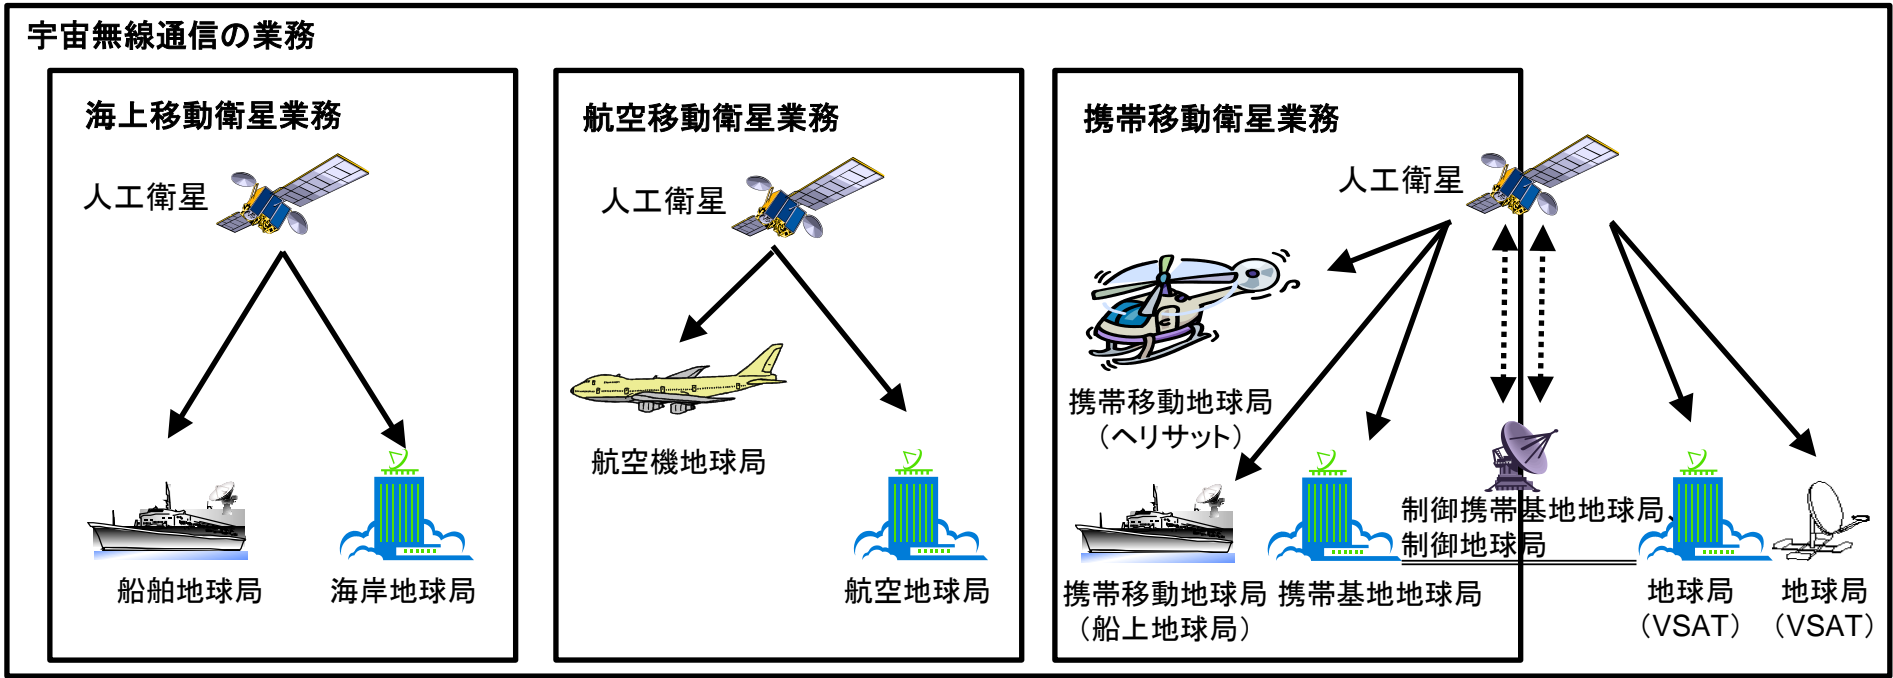 宇宙無線通信の業務
海上移動衛星業務
人工衛星
船舶地球局
海岸地球局
航空移動衛星業務
人工衛星
航空機地球局
航空地球局
携帯移動衛星業務
人工衛星
携帯移動地球局
（ヘリサット）
制御携帯基地地球局、
制御地球局
携帯移動地球局
（船上地球局）
携帯基地地球局
地球局
（VSAT）
地球局
（VSAT）